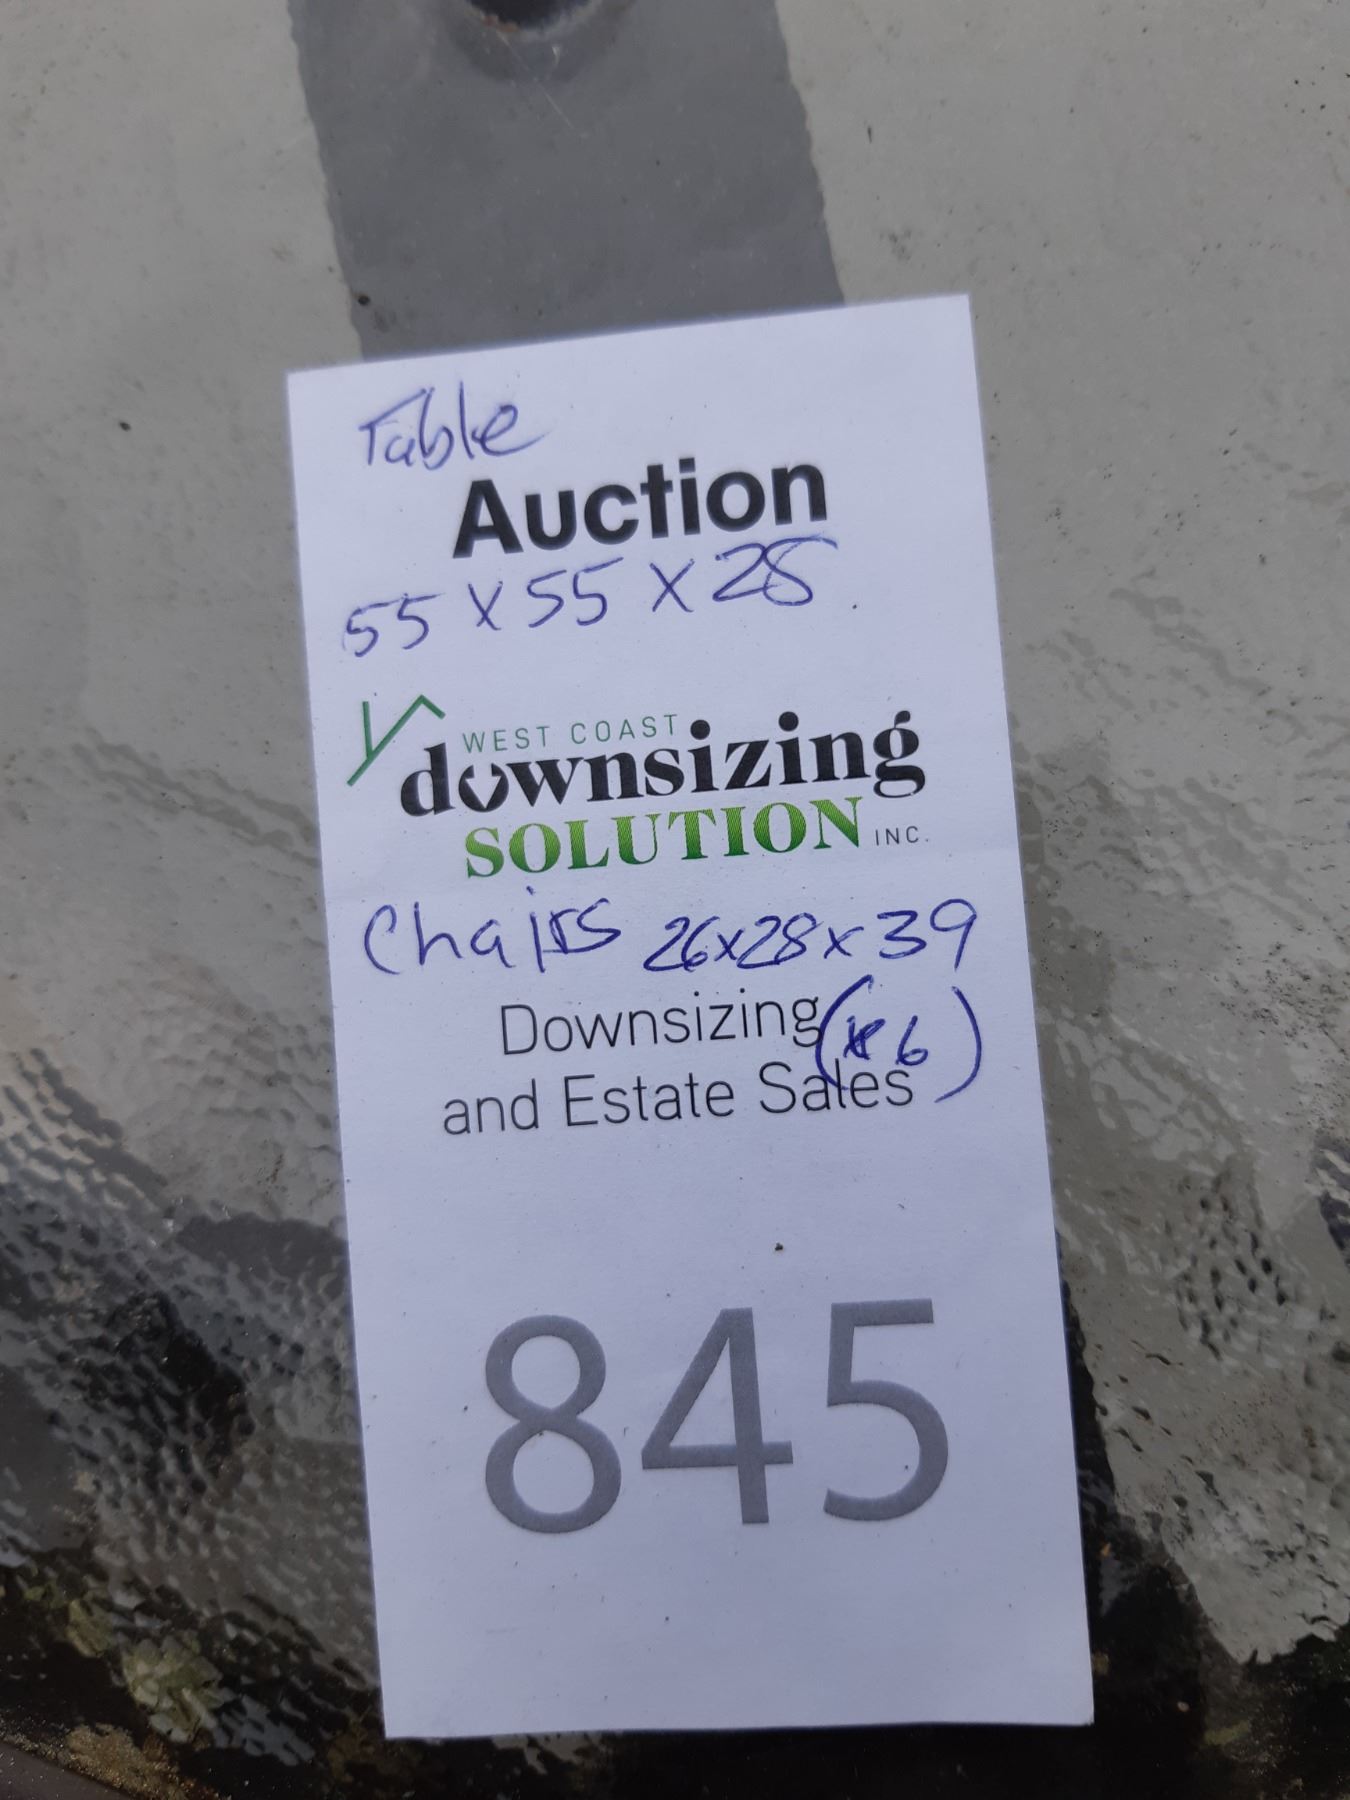 Table
Auction
55 x 55 x 28
WEST COAST
downsizing
SOLUTION INC.
Chairs 26x28x39
Downsizing (x6)
and Estate Sales
845